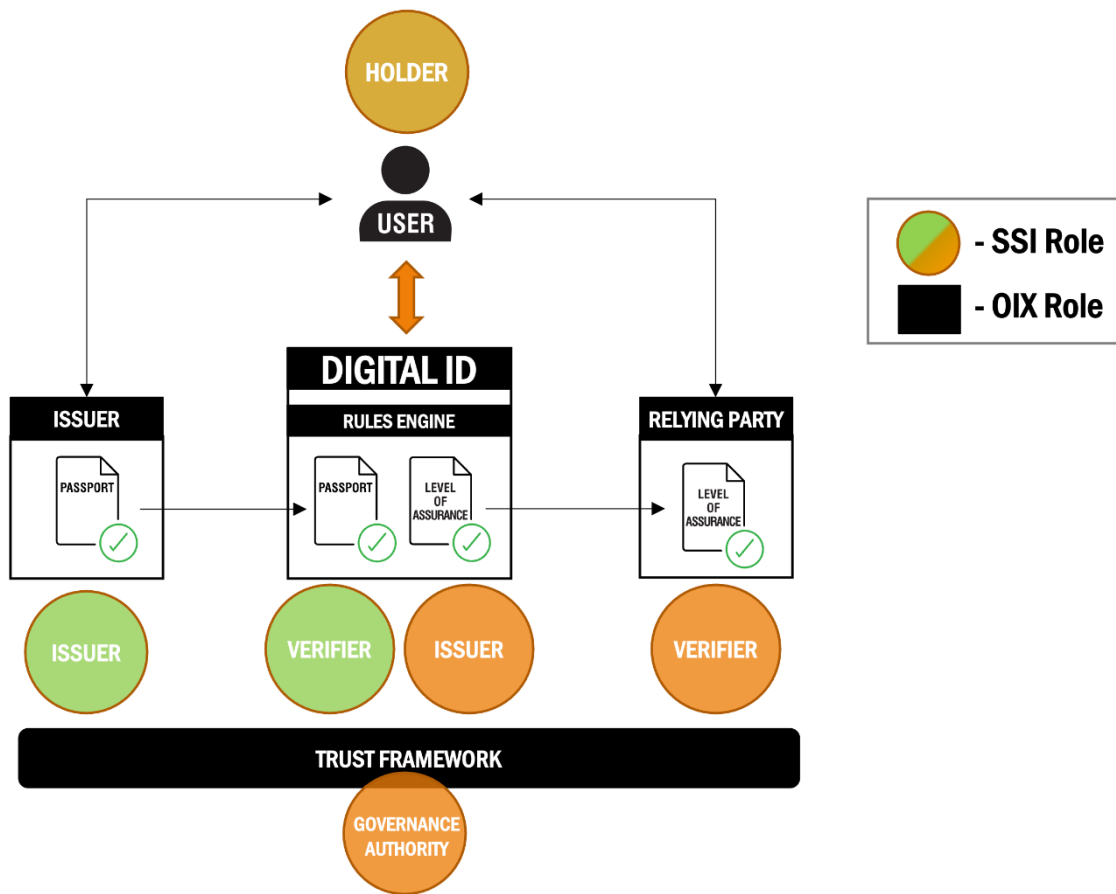 HOLDER
USER
- SSI Role
- OIX Role
DIGITAL ID
ISSUER
RULES ENGINE
RELYING PARTY
PASSPORT
PASSPORT
LEVEL
OF
ASSURANCE
LEVEL
OF
ASSURANCE
ISSUER
VERIFIER
ISSUER
VERIFIER
TRUST FRAMEWORK
GOVERNANCE
AUTHORITY